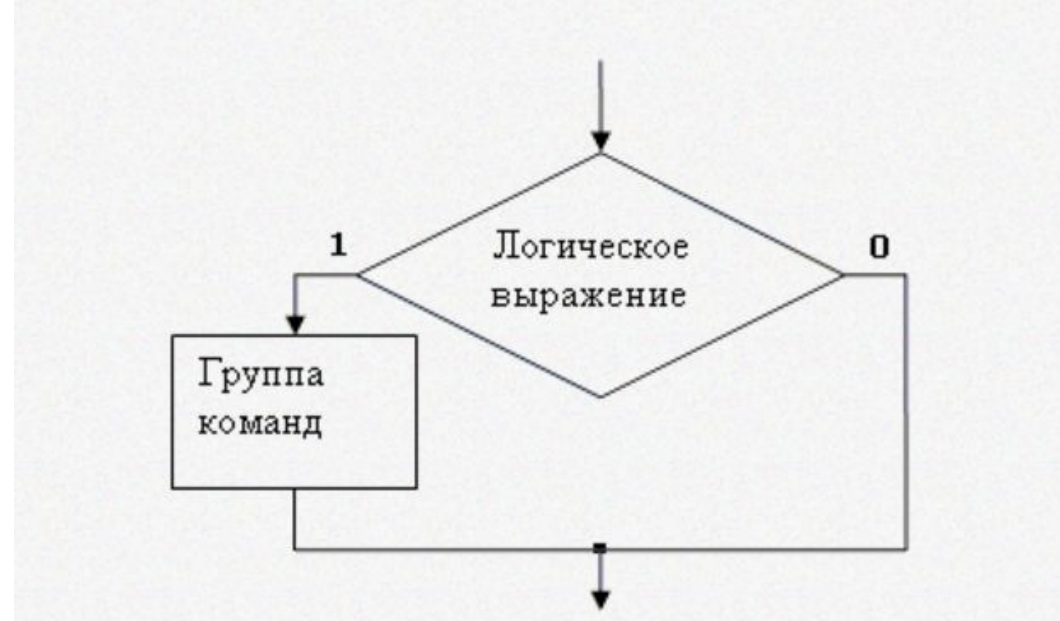 1
0
Логическое
выражение
Группа
команд